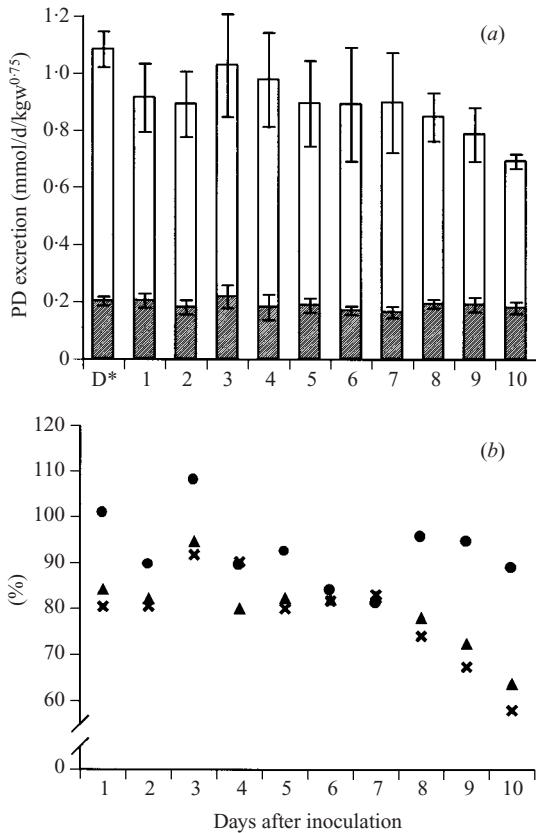 (a)
PD excretion (mmol/d/kgw0·75)
1·2
1·0
0·8
0·6
0·4
0·2
0
D* 1 2 3 4 5 6 7 8 9 10
(b)
(%)
120
110
100
90
80
70
60
0
1 2 3 4 5 6 7 8 9 10
Days after inoculation